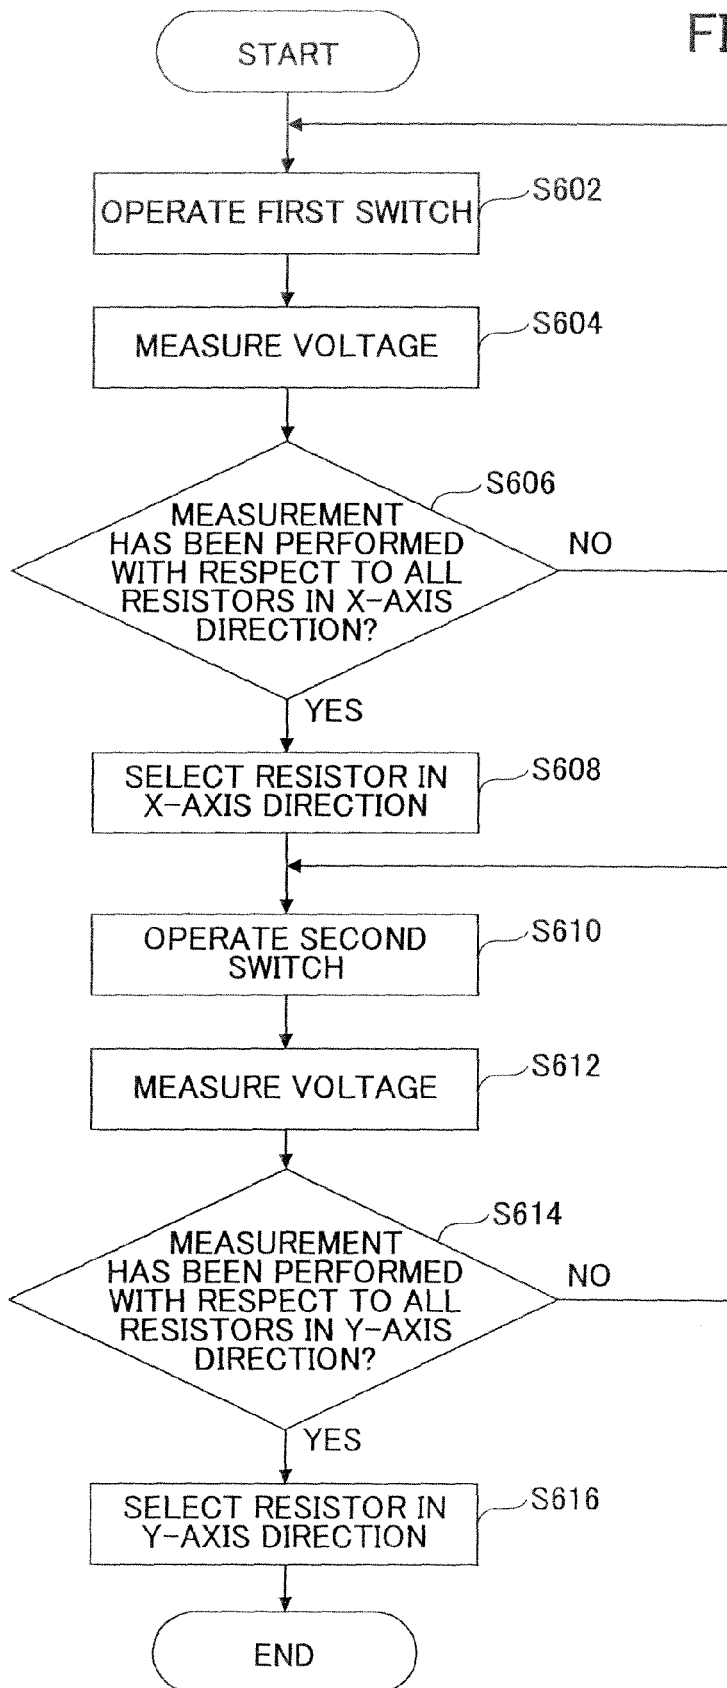 FI
START
OPERATE FIRST SWITCH
S602
MEASURE VOLTAGE
S604
S606
MEASUREMENT
HAS BEEN PERFORMED
WITH RESPECT TO ALL
RESISTORS IN X-AXIS
DIRECTION?
NO
YES
SELECT RESISTOR IN
X-AXIS DIRECTION
S608
OPERATE SECOND
SWITCH
S610
MEASURE VOLTAGE
S612
S614
MEASUREMENT
HAS BEEN PERFORMED
WITH RESPECT TO ALL
RESISTORS IN Y-AXIS
DIRECTION?
NO
YES
SELECT RESISTOR IN
Y-AXIS DIRECTION
S616
END